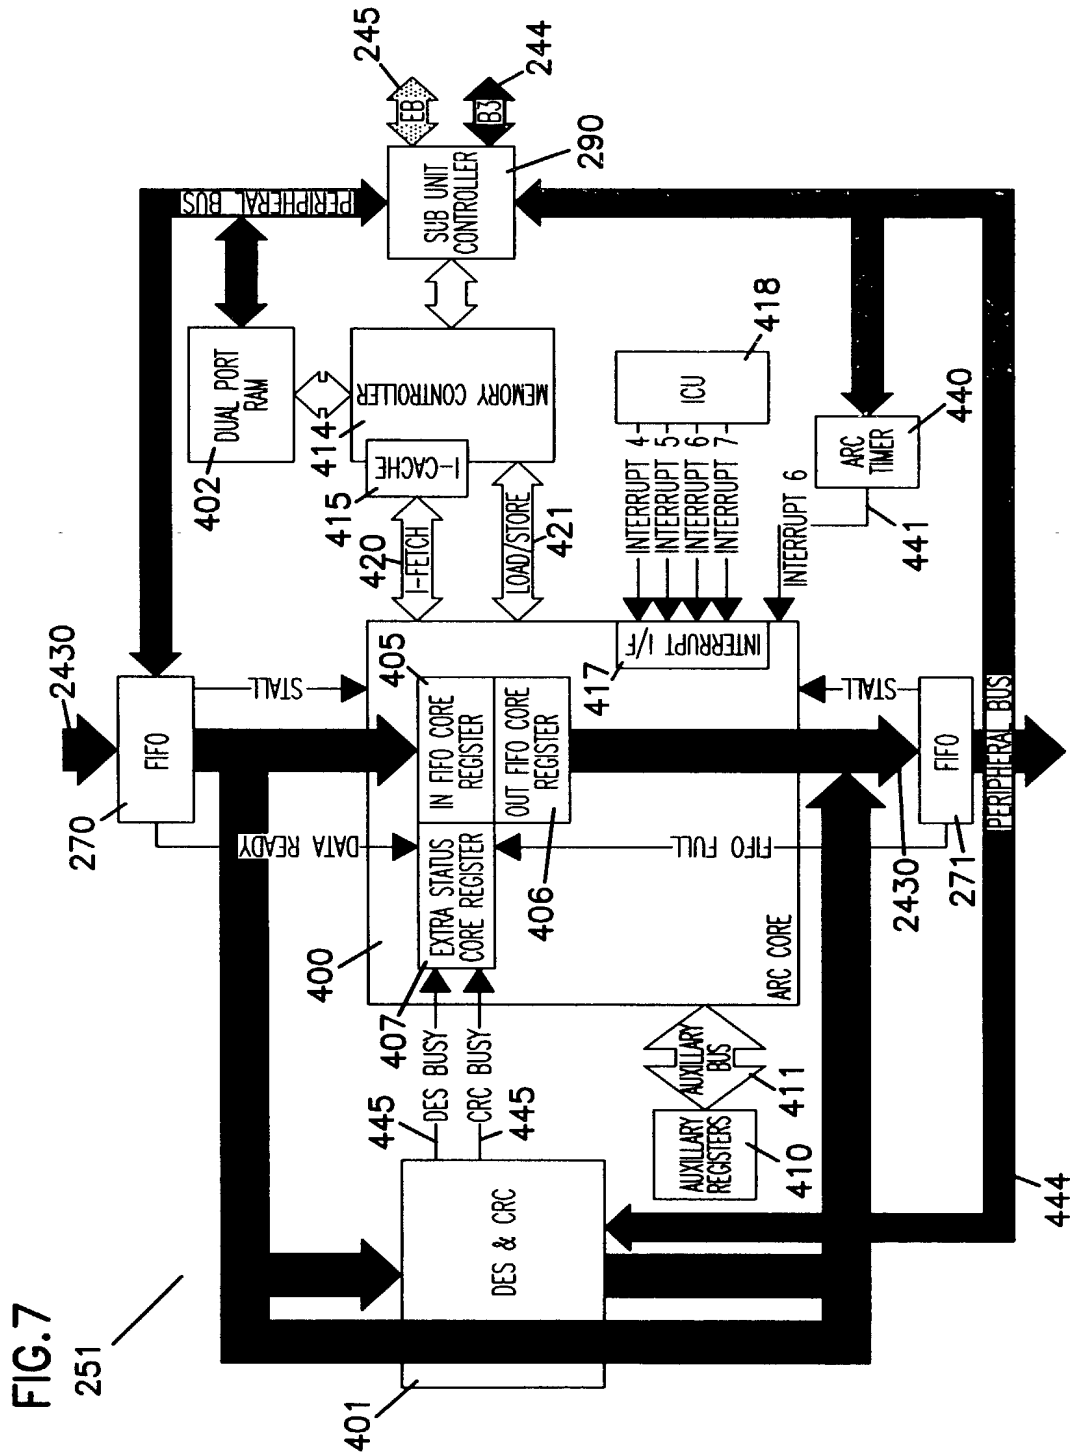 FIG.7
251
401
DES & CRC
445
DES BUSY
CRC BUSY
445
407
EXTRA STATUS
CORE REGISTER
400
ARC CORE
270
FIFO
2430
DATA READY
STALL
IN FIFO CORE
REGISTER
405
OUT FIFO CORE
REGISTER
406
FIFO FULL
STALL
2430
FIFO
271
PERIPHERAL BUS
444
AUXILLARY
REGISTERS
410
AUXILLARY
BUS
411
INTERRUPT I/F
417
INTERRUPT 4
INTERRUPT 5
INTERRUPT 6
INTERRUPT 7
ICU
418
INTERRUPT 6
441
ARC
TIMER
440
I-FETCH
420
LOAD/STORE
421
I-CACHE
415
MEMORY CONTROLLER
414
DUAL PORT
RAM
402
PERIPHERAL BUS
SUB UNIT
CONTROLLER
290
EB
245
B3
244